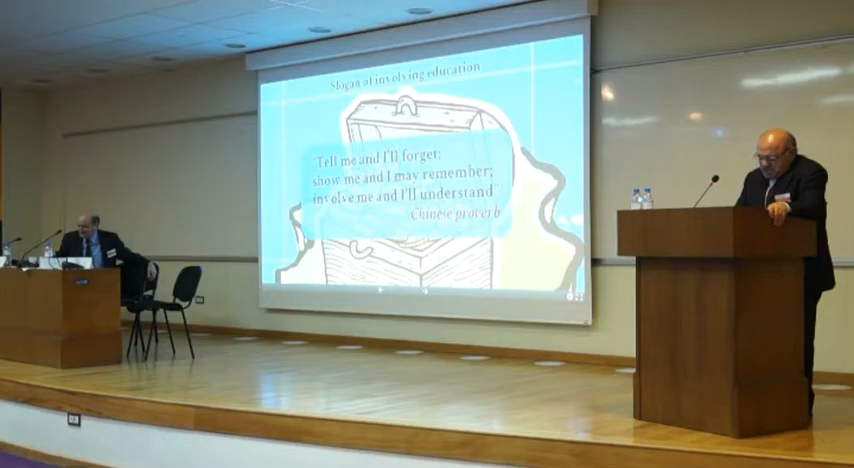 Slogan of involving education
"Tell me and I'll forget;
show me and I may remember;
involve me and I'll understand"
Chinese proverb